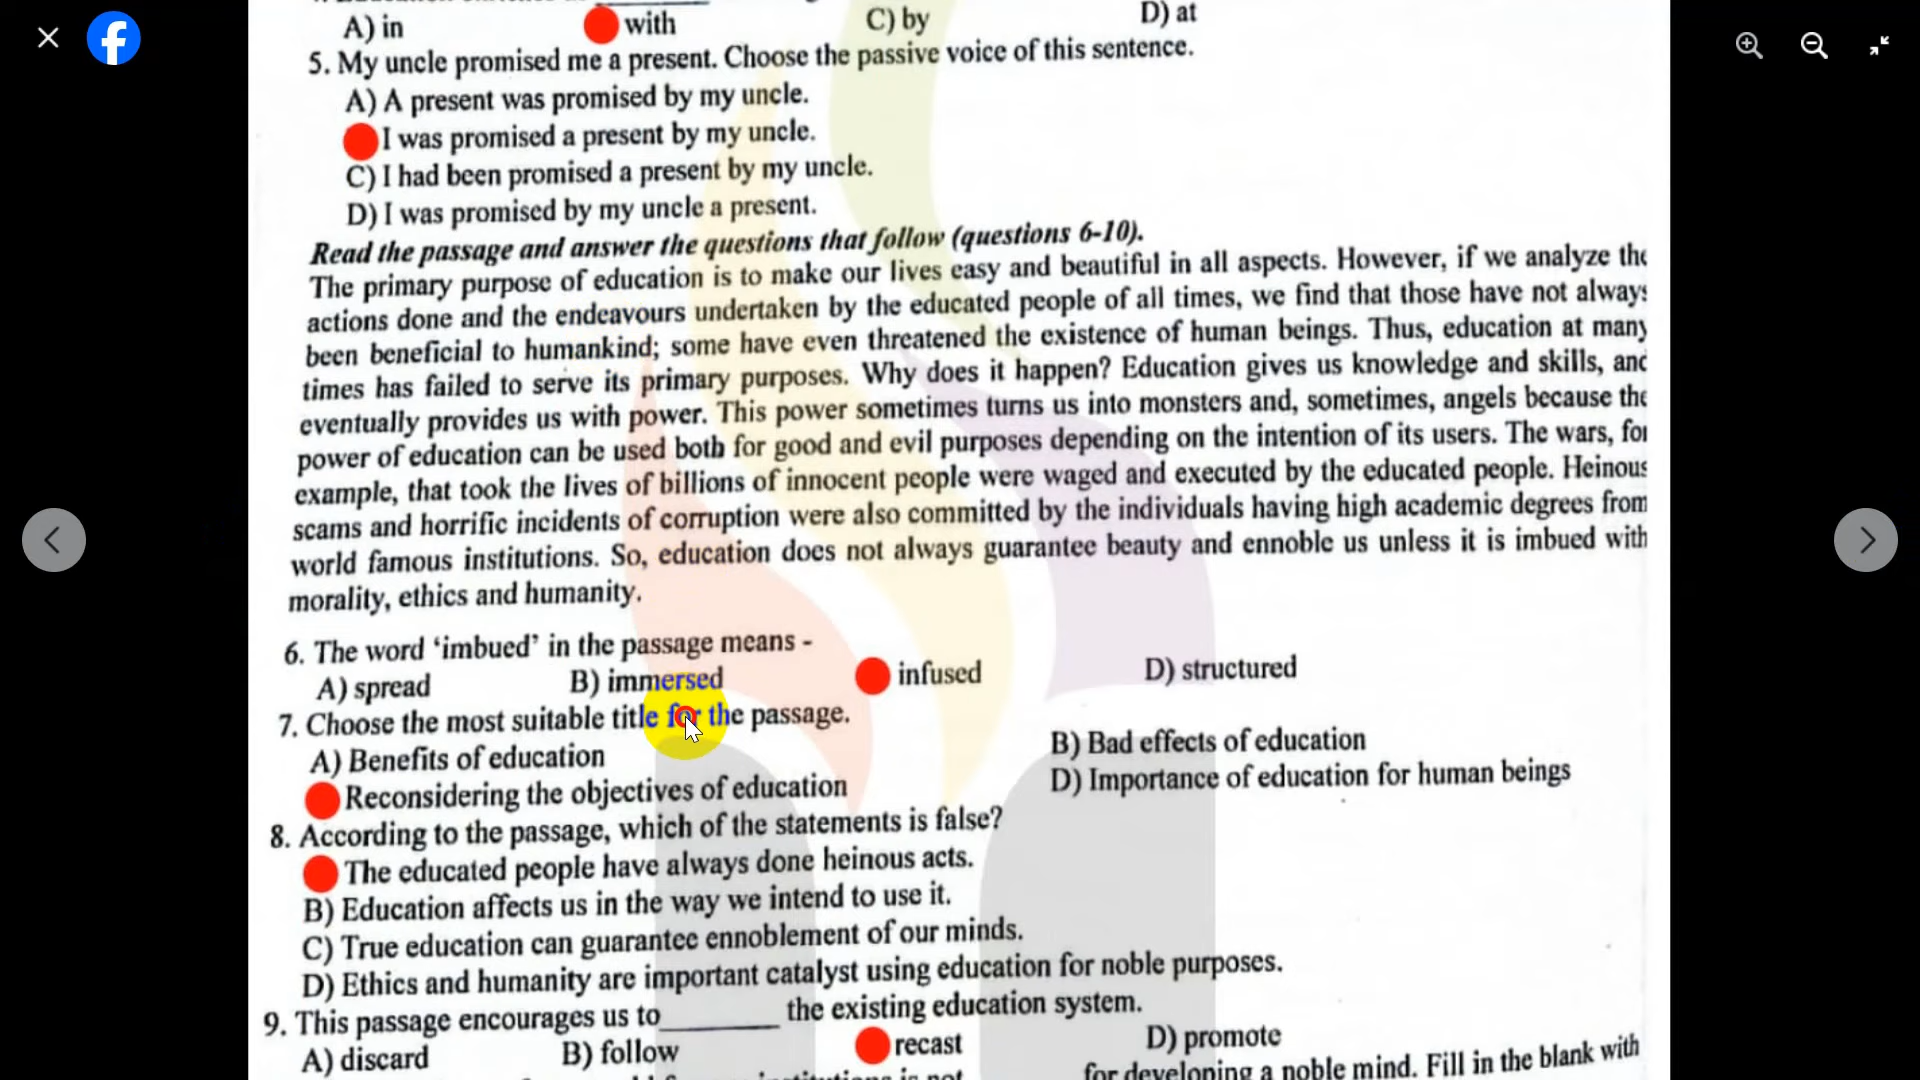 A) in with C) by D) at
5. My uncle promised me a present. Choose the passive voice of this sentence.
A) A present was promised by my uncle.
I was promised a present by my uncle.
C) I had been promised a present by my uncle.
D) I was promised by my uncle a present.
Read the passage and answer the questions that follow (questions 6-10).
The primary purpose of education is to make our lives easy and beautiful in all aspects. However, if we analyze the
actions done and the endeavours undertaken by the educated people of all times, we find that those have not always
been beneficial to humankind; some have even threatened the existence of human beings. Thus, education at many
times has failed to serve its primary purposes. Why does it happen? Education gives us knowledge and skills, and
eventually provides us with power. This power sometimes turns us into monsters and, sometimes, angels because the
power of education can be used both for good and evil purposes depending on the intention of its users. The wars, for
example, that took the lives of billions of innocent people were waged and executed by the educated people. Heinous
scams and horrific incidents of corruption were also committed by the individuals having high academic degrees from
world famous institutions. So, education does not always guarantee beauty and ennoble us unless it is imbued with
morality, ethics and humanity.
6. The word ‘imbued’ in the passage means -
A) spread B) immersed infused D) structured
7. Choose the most suitable title for the passage.
A) Benefits of education B) Bad effects of education
Reconsidering the objectives of education D) Importance of education for human beings
8. According to the passage, which of the statements is false?
The educated people have always done heinous acts.
B) Education affects us in the way we intend to use it.
C) True education can guarantee ennoblement of our minds.
D) Ethics and humanity are important catalyst using education for noble purposes.
9. This passage encourages us to________ the existing education system.
A) discard B) follow recast D) promote
for developing a noble mind. Fill in the blank with